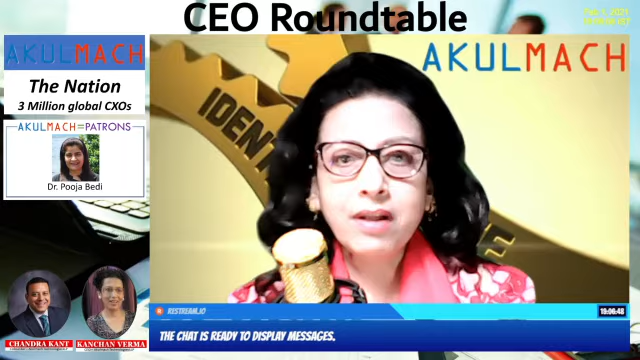 CEO Roundtable
AKULMACH
The Nation
3 Million global CXOs
AKULMACH=PATRONS
Dr. Pooja Bedi
CHANDRA KANT
KANCHAN VERMA
AKULMACH
IDENT
E
RESTREAM.IO
19:06:48
THE CHAT IS READY TO DISPLAY MESSAGES.